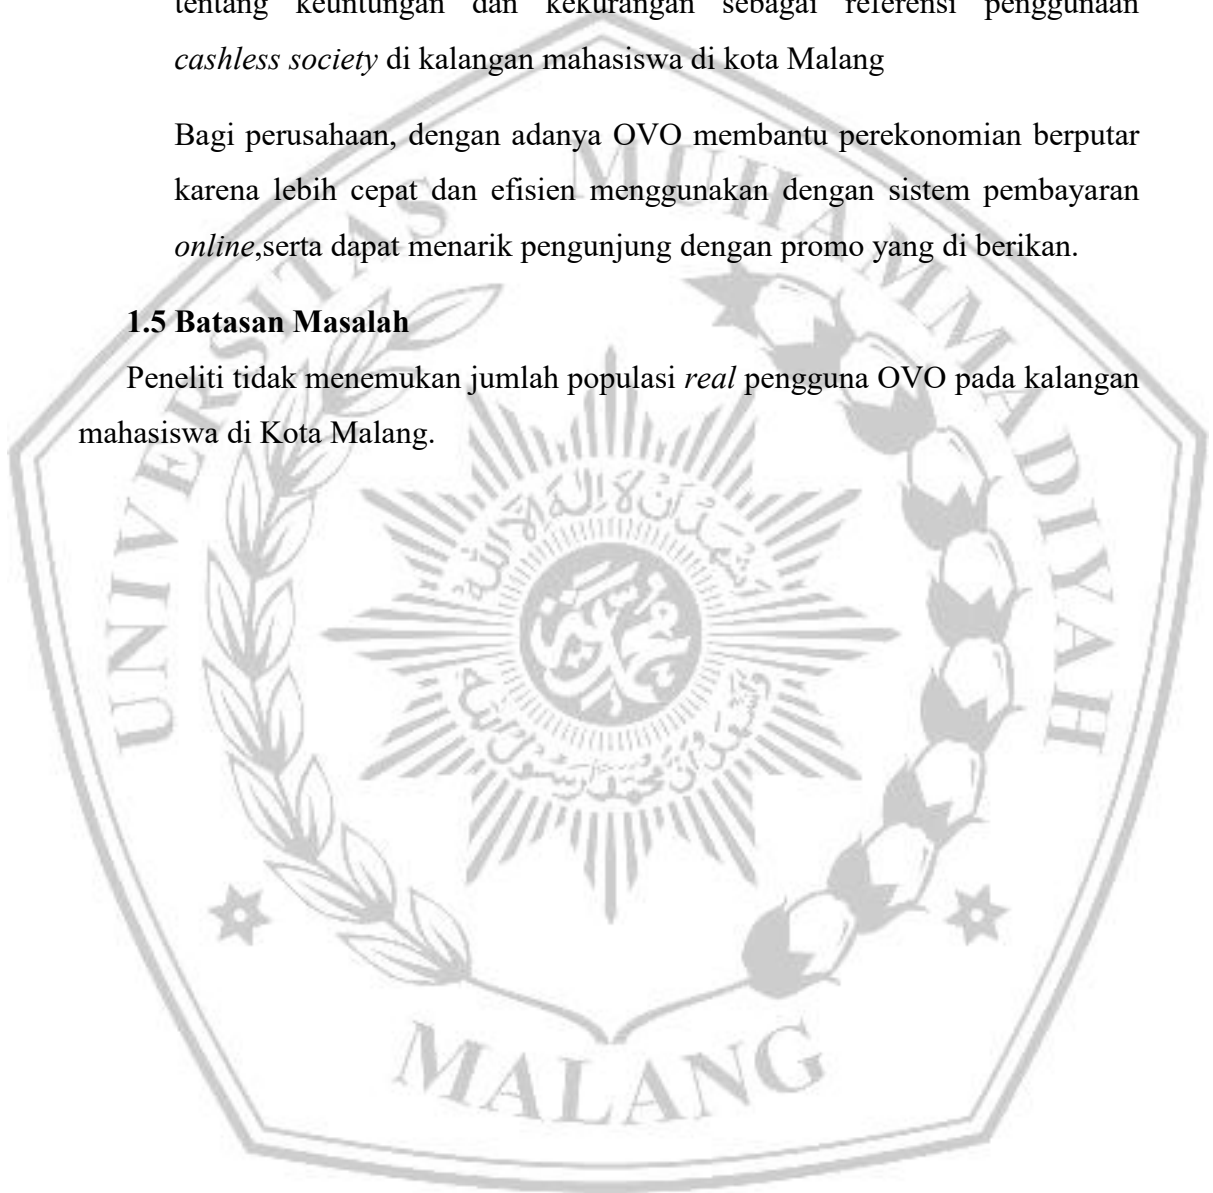 tentang keuntungan dan kekurangan sebagai referensi penggunaan
cashless society di kalangan mahasiswa di kota Malang
Bagi perusahaan, dengan adanya OVO membantu perekonomian berputar
karena lebih cepat dan efisien menggunakan dengan sistem pembayaran
online,serta dapat menarik pengunjung dengan promo yang di berikan.
1.5 Batasan Masalah
Peneliti tidak menemukan jumlah populasi real pengguna OVO pada kalangan
mahasiswa di Kota Malang.
UNIVERSITAS MUHAMMADIYAH
MALANG